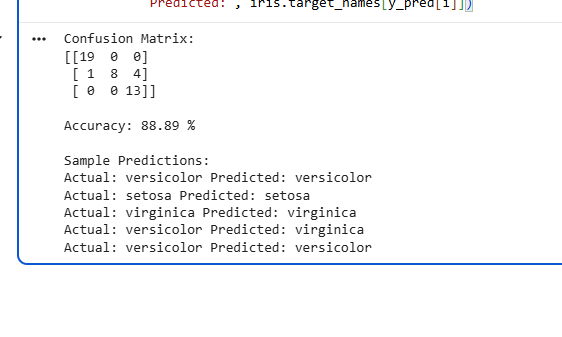 Predicted: , iris.target_names[y_pred[i]])
Confusion Matrix:
[[19 0 0]
[ 1 8 4]
[ 0 0 13]]
Accuracy: 88.89 %
Sample Predictions:
Actual: versicolor Predicted: versicolor
Actual: setosa Predicted: setosa
Actual: virginica Predicted: virginica
Actual: versicolor Predicted: virginica
Actual: versicolor Predicted: versicolor